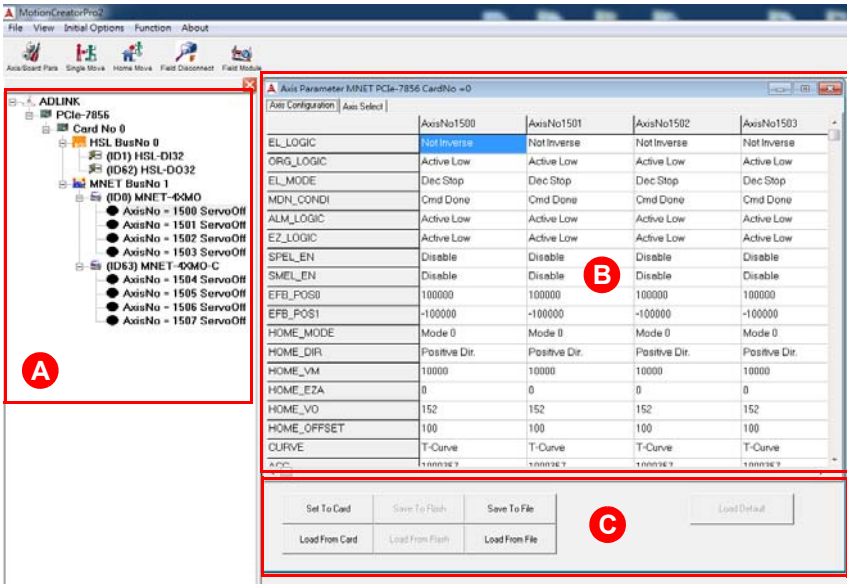 MotionCreatorPro2
File View Initial Options Function About
Axis/Board Para Single Move Home Move Field Disconnect Field Module
ADLINK
PCIe-7856
Card No 0
HSL BusNo 0
(ID1) HSL-DI32
(ID62) HSL-DO32
MNET BusNo 1
(ID0) MNET-4XMO
AxisNo = 1500 ServoOff
AxisNo = 1501 ServoOff
AxisNo = 1502 ServoOff
AxisNo = 1503 ServoOff
(ID63) MNET-4XMO-C
AxisNo = 1504 ServoOff
AxisNo = 1505 ServoOff
AxisNo = 1506 ServoOff
AxisNo = 1507 ServoOff
A
Axis Parameter MNET PCIe-7856 CardNo =0
Axis Configuration Axis Select
AxisNo1500 AxisNo1501 AxisNo1502 AxisNo1503
EL_LOGIC Not Inverse Not Inverse Not Inverse Not Inverse
ORG_LOGIC Active Low Active Low Active Low Active Low
EL_MODE Dec Stop Dec Stop Dec Stop Dec Stop
MDN_CONDI Cmd Done Cmd Done Cmd Done Cmd Done
ALM_LOGIC Active Low Active Low Active Low Active Low
EZ_LOGIC Active Low Active Low Active Low Active Low
SPEL_EN Disable Disable Disable Disable
SMEL_EN Disable Disable Disable Disable
EFB_POS0 100000 100000 100000 100000
EFB_POS1 -100000 -100000 -100000 -100000
HOME_MODE Mode 0 Mode 0 Mode 0 Mode 0
HOME_DIR Positive Dir. Positive Dir. Positive Dir. Positive Dir.
HOME_VM 10000 10000 10000 10000
HOME_EZA 0 0 0 0
HOME_VO 152 152 152 152
HOME_OFFSET 100 100 100 100
CURVE T-Curve T-Curve T-Curve T-Curve
ACC 1000357 1000357 1000357 1000357
B
Set To Card Save To Flash Save To File Load Default
Load From Card Load From Flash Load From File
C